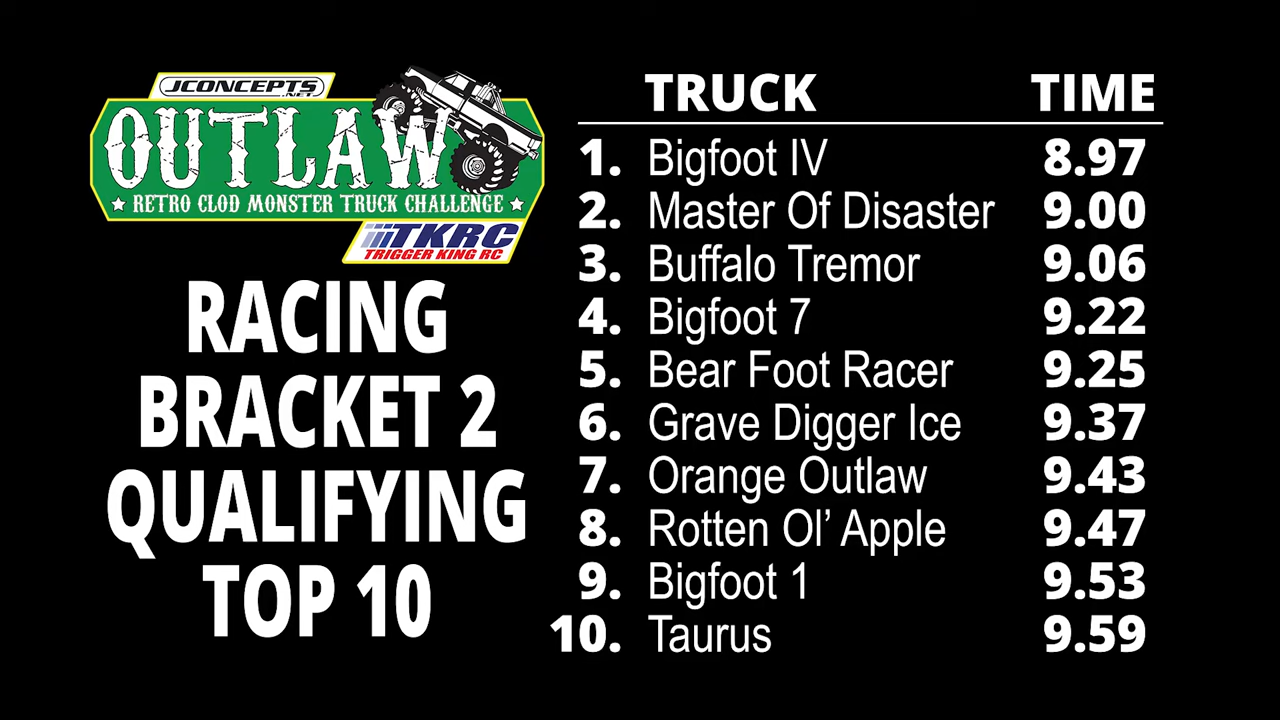 JCONCEPTS
.NET
OUTLAW
★ RETRO CLOD MONSTER TRUCK CHALLENGE ★
TKRC
TRIGGER KING RC
RACING
BRACKET 2
QUALIFYING
TOP 10
TRUCK TIME
1. Bigfoot IV 8.97
2. Master Of Disaster 9.00
3. Buffalo Tremor 9.06
4. Bigfoot 7 9.22
5. Bear Foot Racer 9.25
6. Grave Digger Ice 9.37
7. Orange Outlaw 9.43
8. Rotten Ol’ Apple 9.47
9. Bigfoot 1 9.53
10. Taurus 9.59